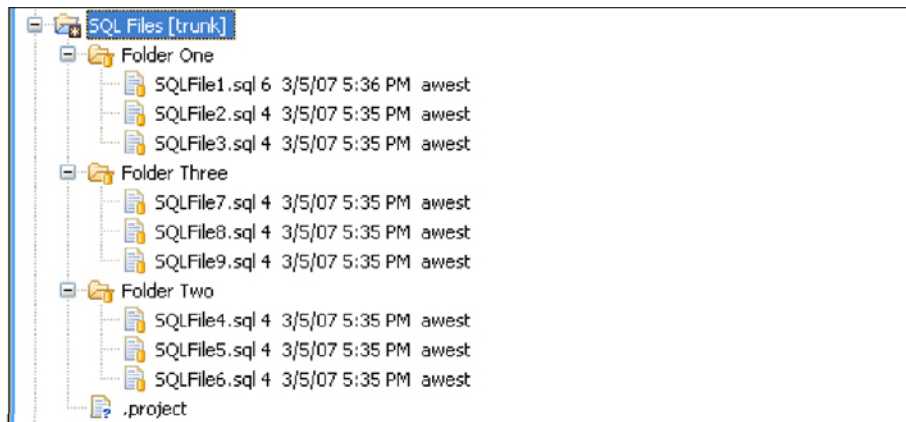 SQL Files [trunk]
Folder One
SQLFile1.sql 6 3/5/07 5:36 PM awest
SQLFile2.sql 4 3/5/07 5:35 PM awest
SQLFile3.sql 4 3/5/07 5:35 PM awest
Folder Three
SQLFile7.sql 4 3/5/07 5:35 PM awest
SQLFile8.sql 4 3/5/07 5:35 PM awest
SQLFile9.sql 4 3/5/07 5:35 PM awest
Folder Two
SQLFile4.sql 4 3/5/07 5:35 PM awest
SQLFile5.sql 4 3/5/07 5:35 PM awest
SQLFile6.sql 4 3/5/07 5:35 PM awest
.project